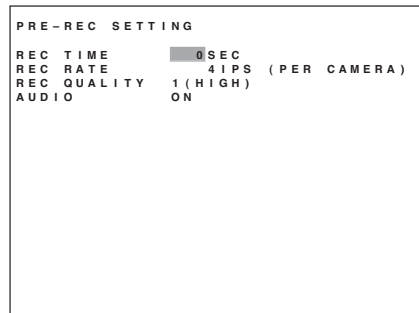 PRE-REC SETTING
REC TIME 0SEC
REC RATE 4IPS (PER CAMERA)
REC QUALITY 1(HIGH)
AUDIO ON